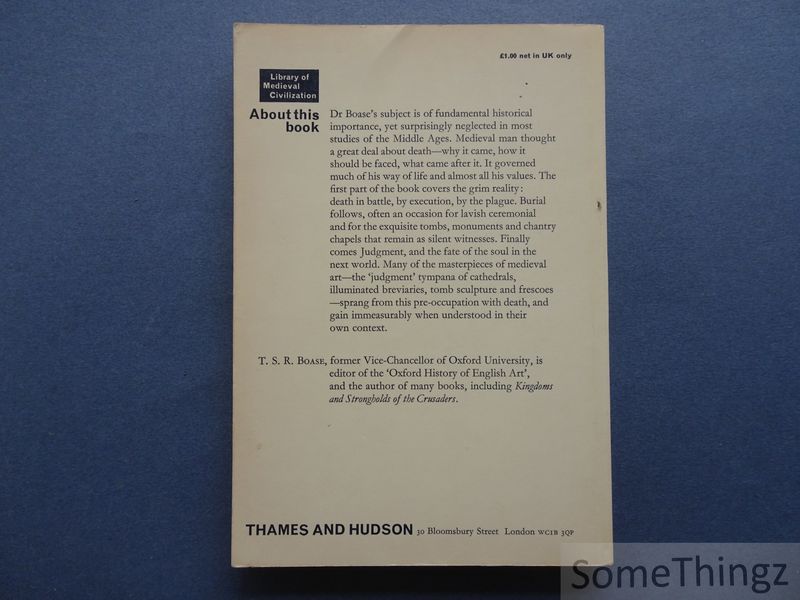 £1.00 net in UK only
Library of
Medieval
Civilization
About this
book
Dr Boase's subject is of fundamental historical
importance, yet surprisingly neglected in most
studies of the Middle Ages. Medieval man thought
a great deal about death—why it came, how it
should be faced, what came after it. It governed
much of his way of life and almost all his values. The
first part of the book covers the grim reality:
death in battle, by execution, by the plague. Burial
follows, often an occasion for lavish ceremonial
and for the exquisite tombs, monuments and chantry
chapels that remain as silent witnesses. Finally
comes Judgment, and the fate of the soul in the
next world. Many of the masterpieces of medieval
art—the 'judgment' tympana of cathedrals,
illuminated breviaries, tomb sculpture and frescoes
—sprang from this pre-occupation with death, and
gain immeasurably when understood in their
own context.
T. S. R. BOASE, former Vice-Chancellor of Oxford University, is
editor of the 'Oxford History of English Art',
and the author of many books, including Kingdoms
and Strongholds of the Crusaders.
THAMES AND HUDSON 30 Bloomsbury Street London WC1B 3QP
SomeThingz